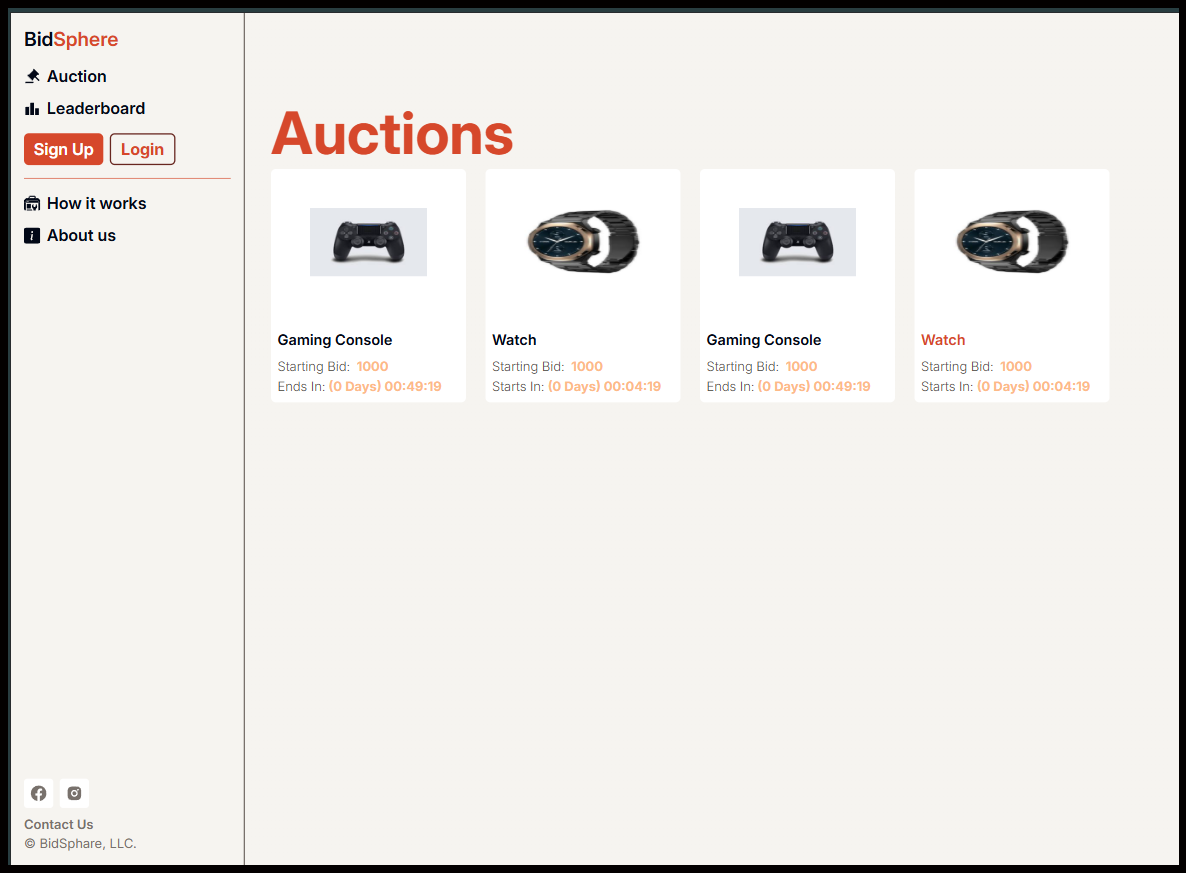 BidSphere
Auction
Leaderboard
Sign Up Login
How it works
About us
Auctions
Gaming Console
Starting Bid: 1000
Ends In: (0 Days) 00:49:19
Watch
Starting Bid: 1000
Starts In: (0 Days) 00:04:19
Gaming Console
Starting Bid: 1000
Ends In: (0 Days) 00:49:19
Watch
Starting Bid: 1000
Starts In: (0 Days) 00:04:19
Contact Us
© BidSphare, LLC.